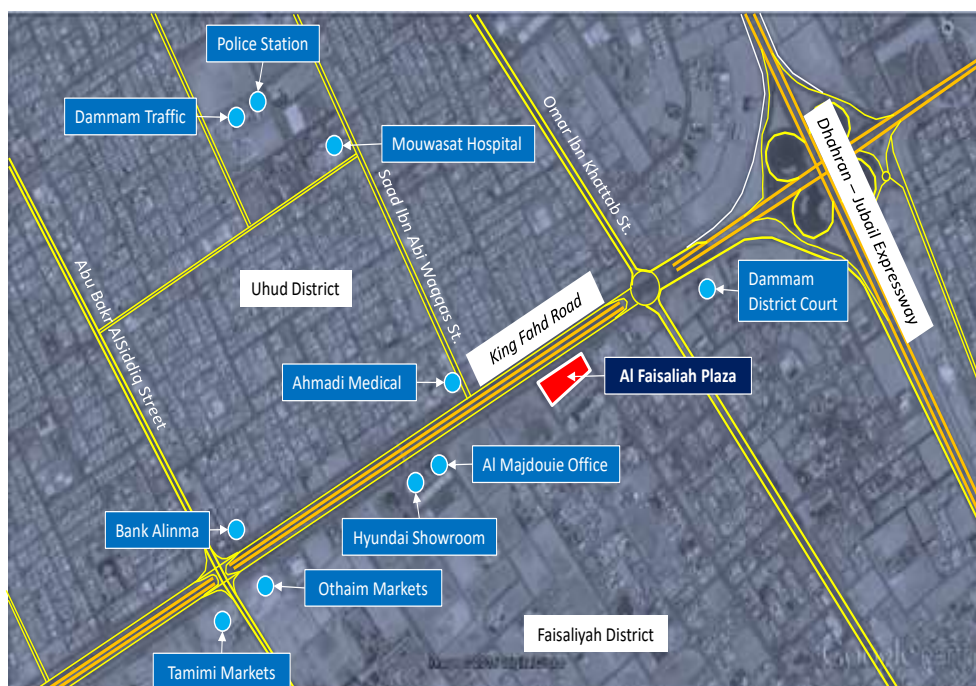 Police Station
Dammam Traffic
Mouwasat Hospital
Omar Ibn Khattab St.
Dhahran – Jubail Expressway
Saad Ibn Abi Waqqas St.
Abu Bakr AlSiddiq Street
Uhud District
Dammam
District Court
King Fahd Road
Ahmadi Medical
Al Faisaliah Plaza
Al Majdouie Office
Bank Alinma
Hyundai Showroom
Othaim Markets
Faisaliyah District
Tamimi Markets